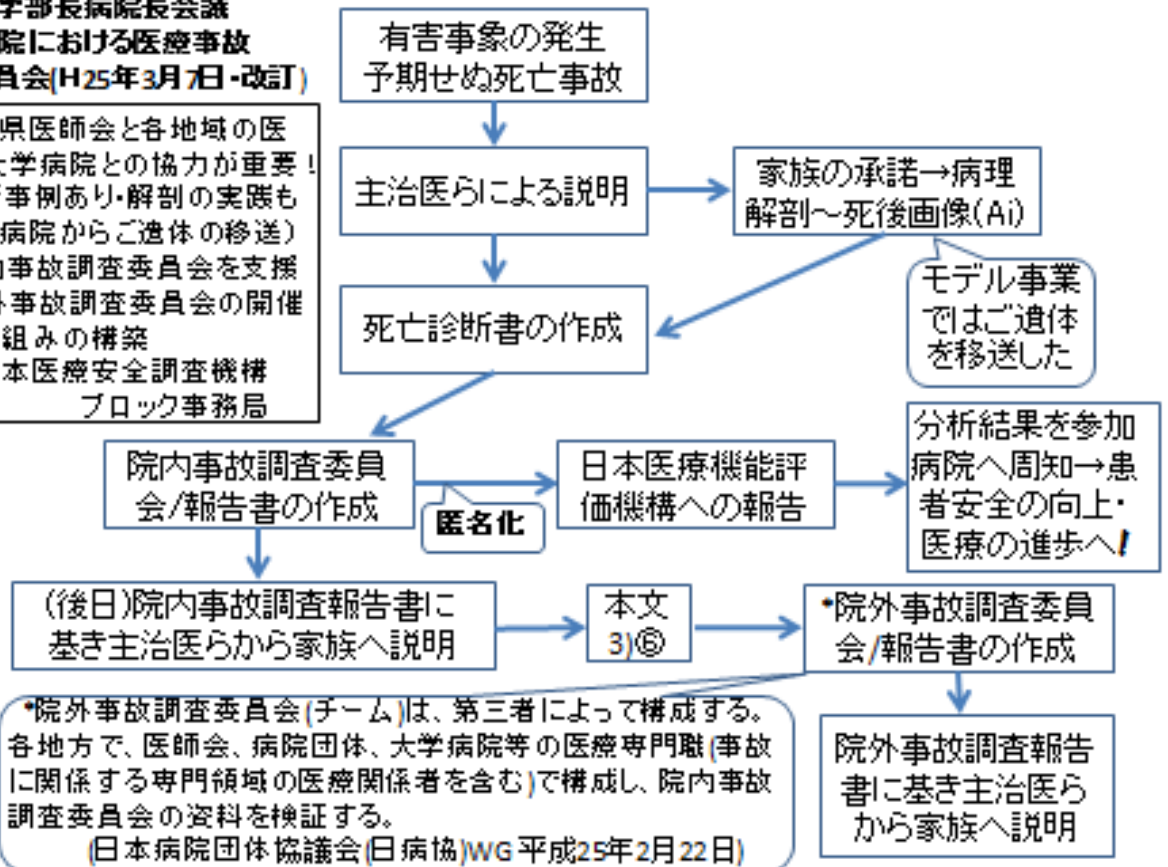 学部長病院長会議
院における医療事故
員会(H25年3月7日・改訂)
県医師会と各地域の医
大学病院との協力が重要!
事例あり・解剖の実践も
病院からご遺体の移送)
事故調査委員会を支援
事故調査委員会の開催
組みの構築
本医療安全調査機構
ブロック事務局
有害事象の発生
予期せぬ死亡事故
主治医らによる説明
家族の承諾→病理
解剖～死後画像(Ai)
モデル事業
ではご遺体
を移送した
死亡診断書の作成
院内事故調査委員
会/報告書の作成
匿名化
日本医療機能評
価機構への報告
分析結果を参加
病院へ周知→患
者安全の向上・
医療の進歩へ!
(後日)院内事故調査報告書に
基き主治医らから家族へ説明
本文
3)⑥
*院外事故調査委員
会/報告書の作成
*院外事故調査委員会(チーム)は、第三者によって構成する。
各地方で、医師会、病院団体、大学病院等の医療専門職(事故
に関係する専門領域の医療関係者を含む)で構成し、院内事故
調査委員会の資料を検証する。
(日本病院団体協議会(日病協)WG 平成25年2月22日)
院外事故調査報告
書に基き主治医ら
から家族へ説明